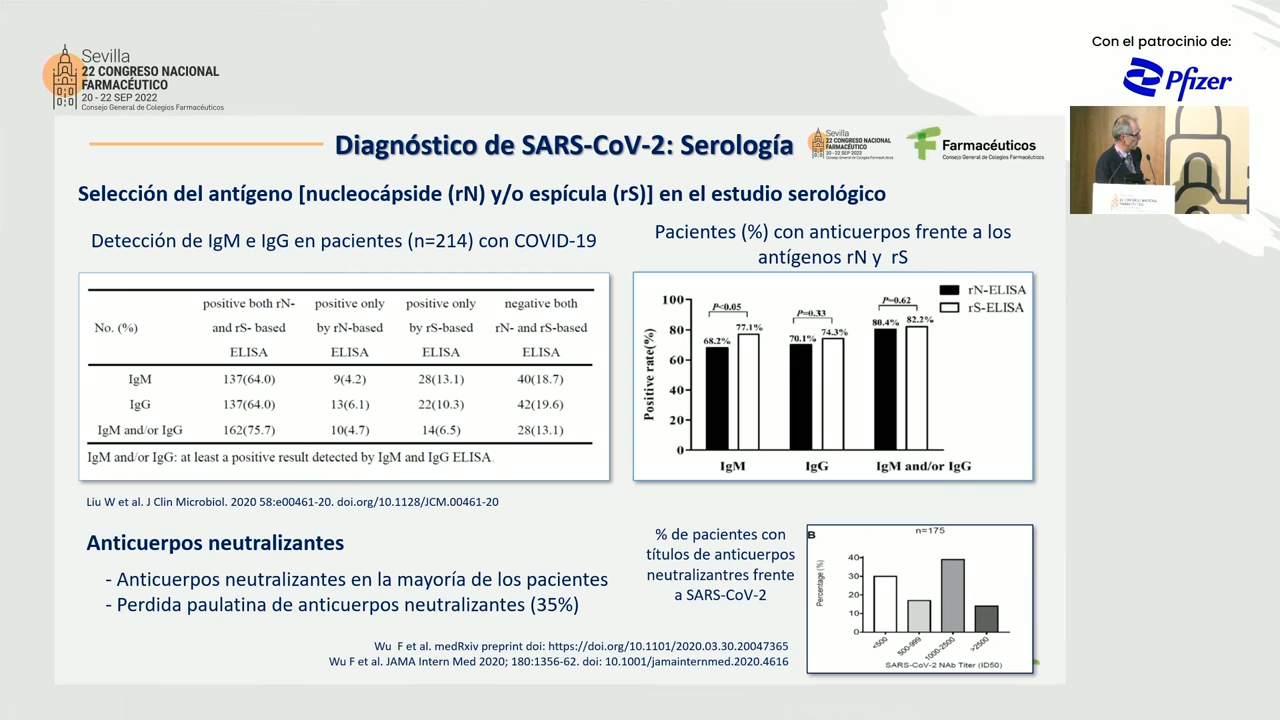 Sevilla
22 CONGRESO NACIONAL
FARMACÉUTICO
20 - 22 SEP 2022
Consejo General de Colegios Farmacéuticos
Con el patrocinio de:
Pfizer
Diagnóstico de SARS-CoV-2: Serología
Sevilla
22 CONGRESO NACIONAL
FARMACÉUTICO
20 - 22 SEP 2022
Consejo General de Colegios Farmacéuticos
Farmacéuticos
Consejo General de Colegios Farmacéuticos
Selección del antígeno [nucleocápside (rN) y/o espícula (rS)] en el estudio serológico
Detección de IgM e IgG en pacientes (n=214) con COVID-19
No. (%) positive both rN- and rS- based ELISA positive only by rN-based ELISA positive only by rS-based ELISA negative both rN- and rS-based ELISA
IgM 137(64.0) 9(4.2) 28(13.1) 40(18.7)
IgG 137(64.0) 13(6.1) 22(10.3) 42(19.6)
IgM and/or IgG 162(75.7) 10(4.7) 14(6.5) 28(13.1)
IgM and/or IgG: at least a positive result detected by IgM and IgG ELISA.
Liu W et al. J Clin Microbiol. 2020 58:e00461-20. doi.org/10.1128/JCM.00461-20
Pacientes (%) con anticuerpos frente a los
antígenos rN y rS
rN-ELISA
rS-ELISA
Positive rate(%)
100
80
60
40
20
0
P<0.05
P=0.33
P=0.62
68.2% 77.1% 70.1% 74.3% 80.4% 82.2%
IgM IgG IgM and/or IgG
Anticuerpos neutralizantes
- Anticuerpos neutralizantes en la mayoría de los pacientes
- Perdida paulatina de anticuerpos neutralizantes (35%)
% de pacientes con
títulos de anticuerpos
neutralizantres frente
a SARS-CoV-2
B
n=175
Percentage (%)
40
30
20
10
0
<500 500-999 1000-2500 >2500
SARS-CoV-2 NAb Titer (ID50)
Wu F et al. medRxiv preprint doi: https://doi.org/10.1101/2020.03.30.20047365
Wu F et al. JAMA Intern Med 2020; 180:1356-62. doi: 10.1001/jamainternmed.2020.4616